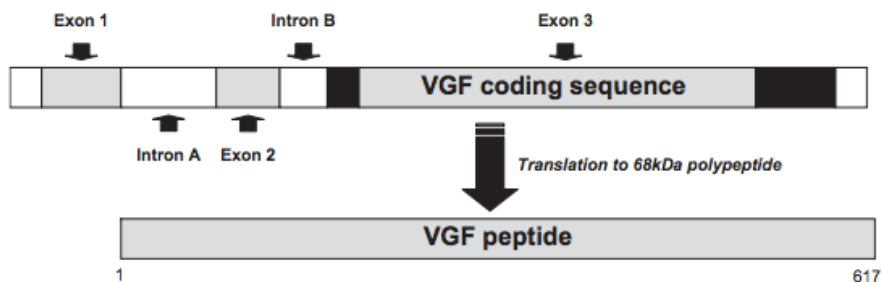 Exon 1
Intron B
Exon 3
VGF coding sequence
Intron A
Exon 2
Translation to 68kDa polypeptide
VGF peptide
1
617